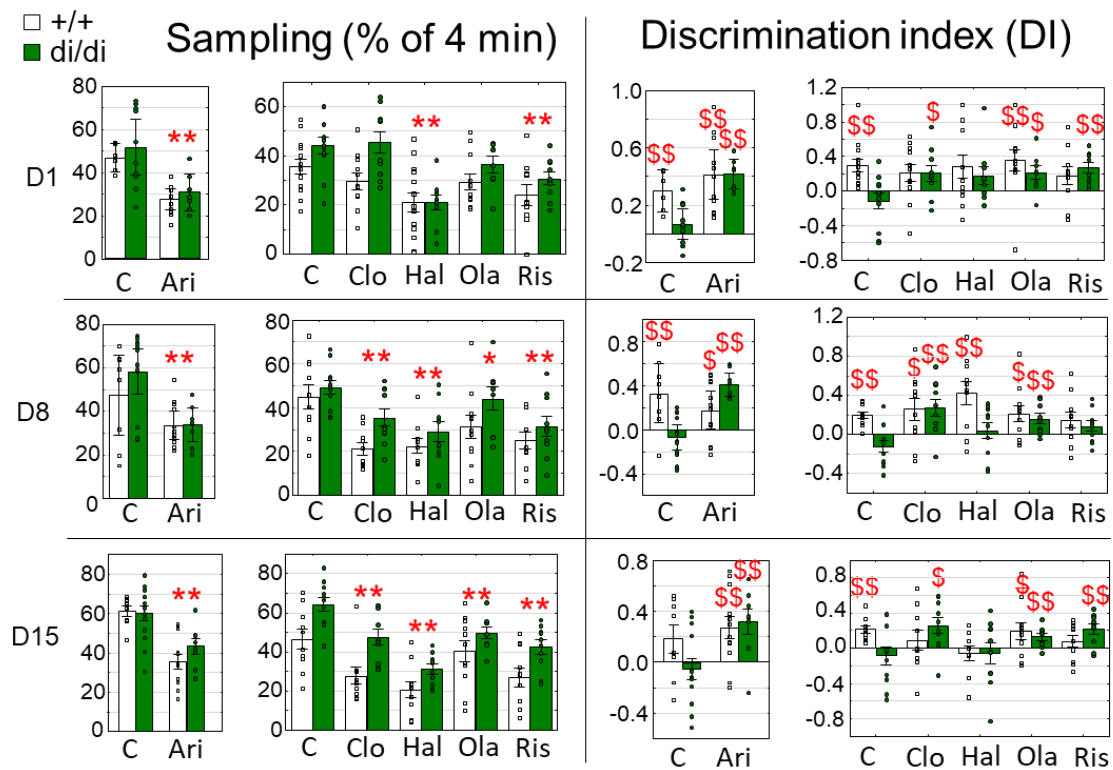 +/+
di/di
Sampling (% of 4 min)
Discrimination index (DI)
D1
80
60
40
20
0
**
C Ari
60
40
20
0
** **
C Clo Hal Ola Ris
1.0
0.6
0.2
-0.2
$$ $$ $$
C Ari
1.2
0.8
0.4
0.0
-0.4
-0.8
$$ $ $$ $ $$
C Clo Hal Ola Ris
D8
80
60
40
20
0
**
C Ari
80
60
40
20
0
** ** * **
C Clo Hal Ola Ris
0.8
0.4
0.0
-0.4
$$ $ $$
C Ari
1.2
0.8
0.4
0.0
-0.4
$$ $ $$ $$ $ $$
C Clo Hal Ola Ris
D15
80
60
40
20
0
**
C Ari
80
60
40
20
0
** ** ** **
C Clo Hal Ola Ris
0.8
0.4
0.0
-0.4
$$ $$
C Ari
0.8
0.4
0.0
-0.4
-0.8
$$ $ $ $$ $$
C Clo Hal Ola Ris